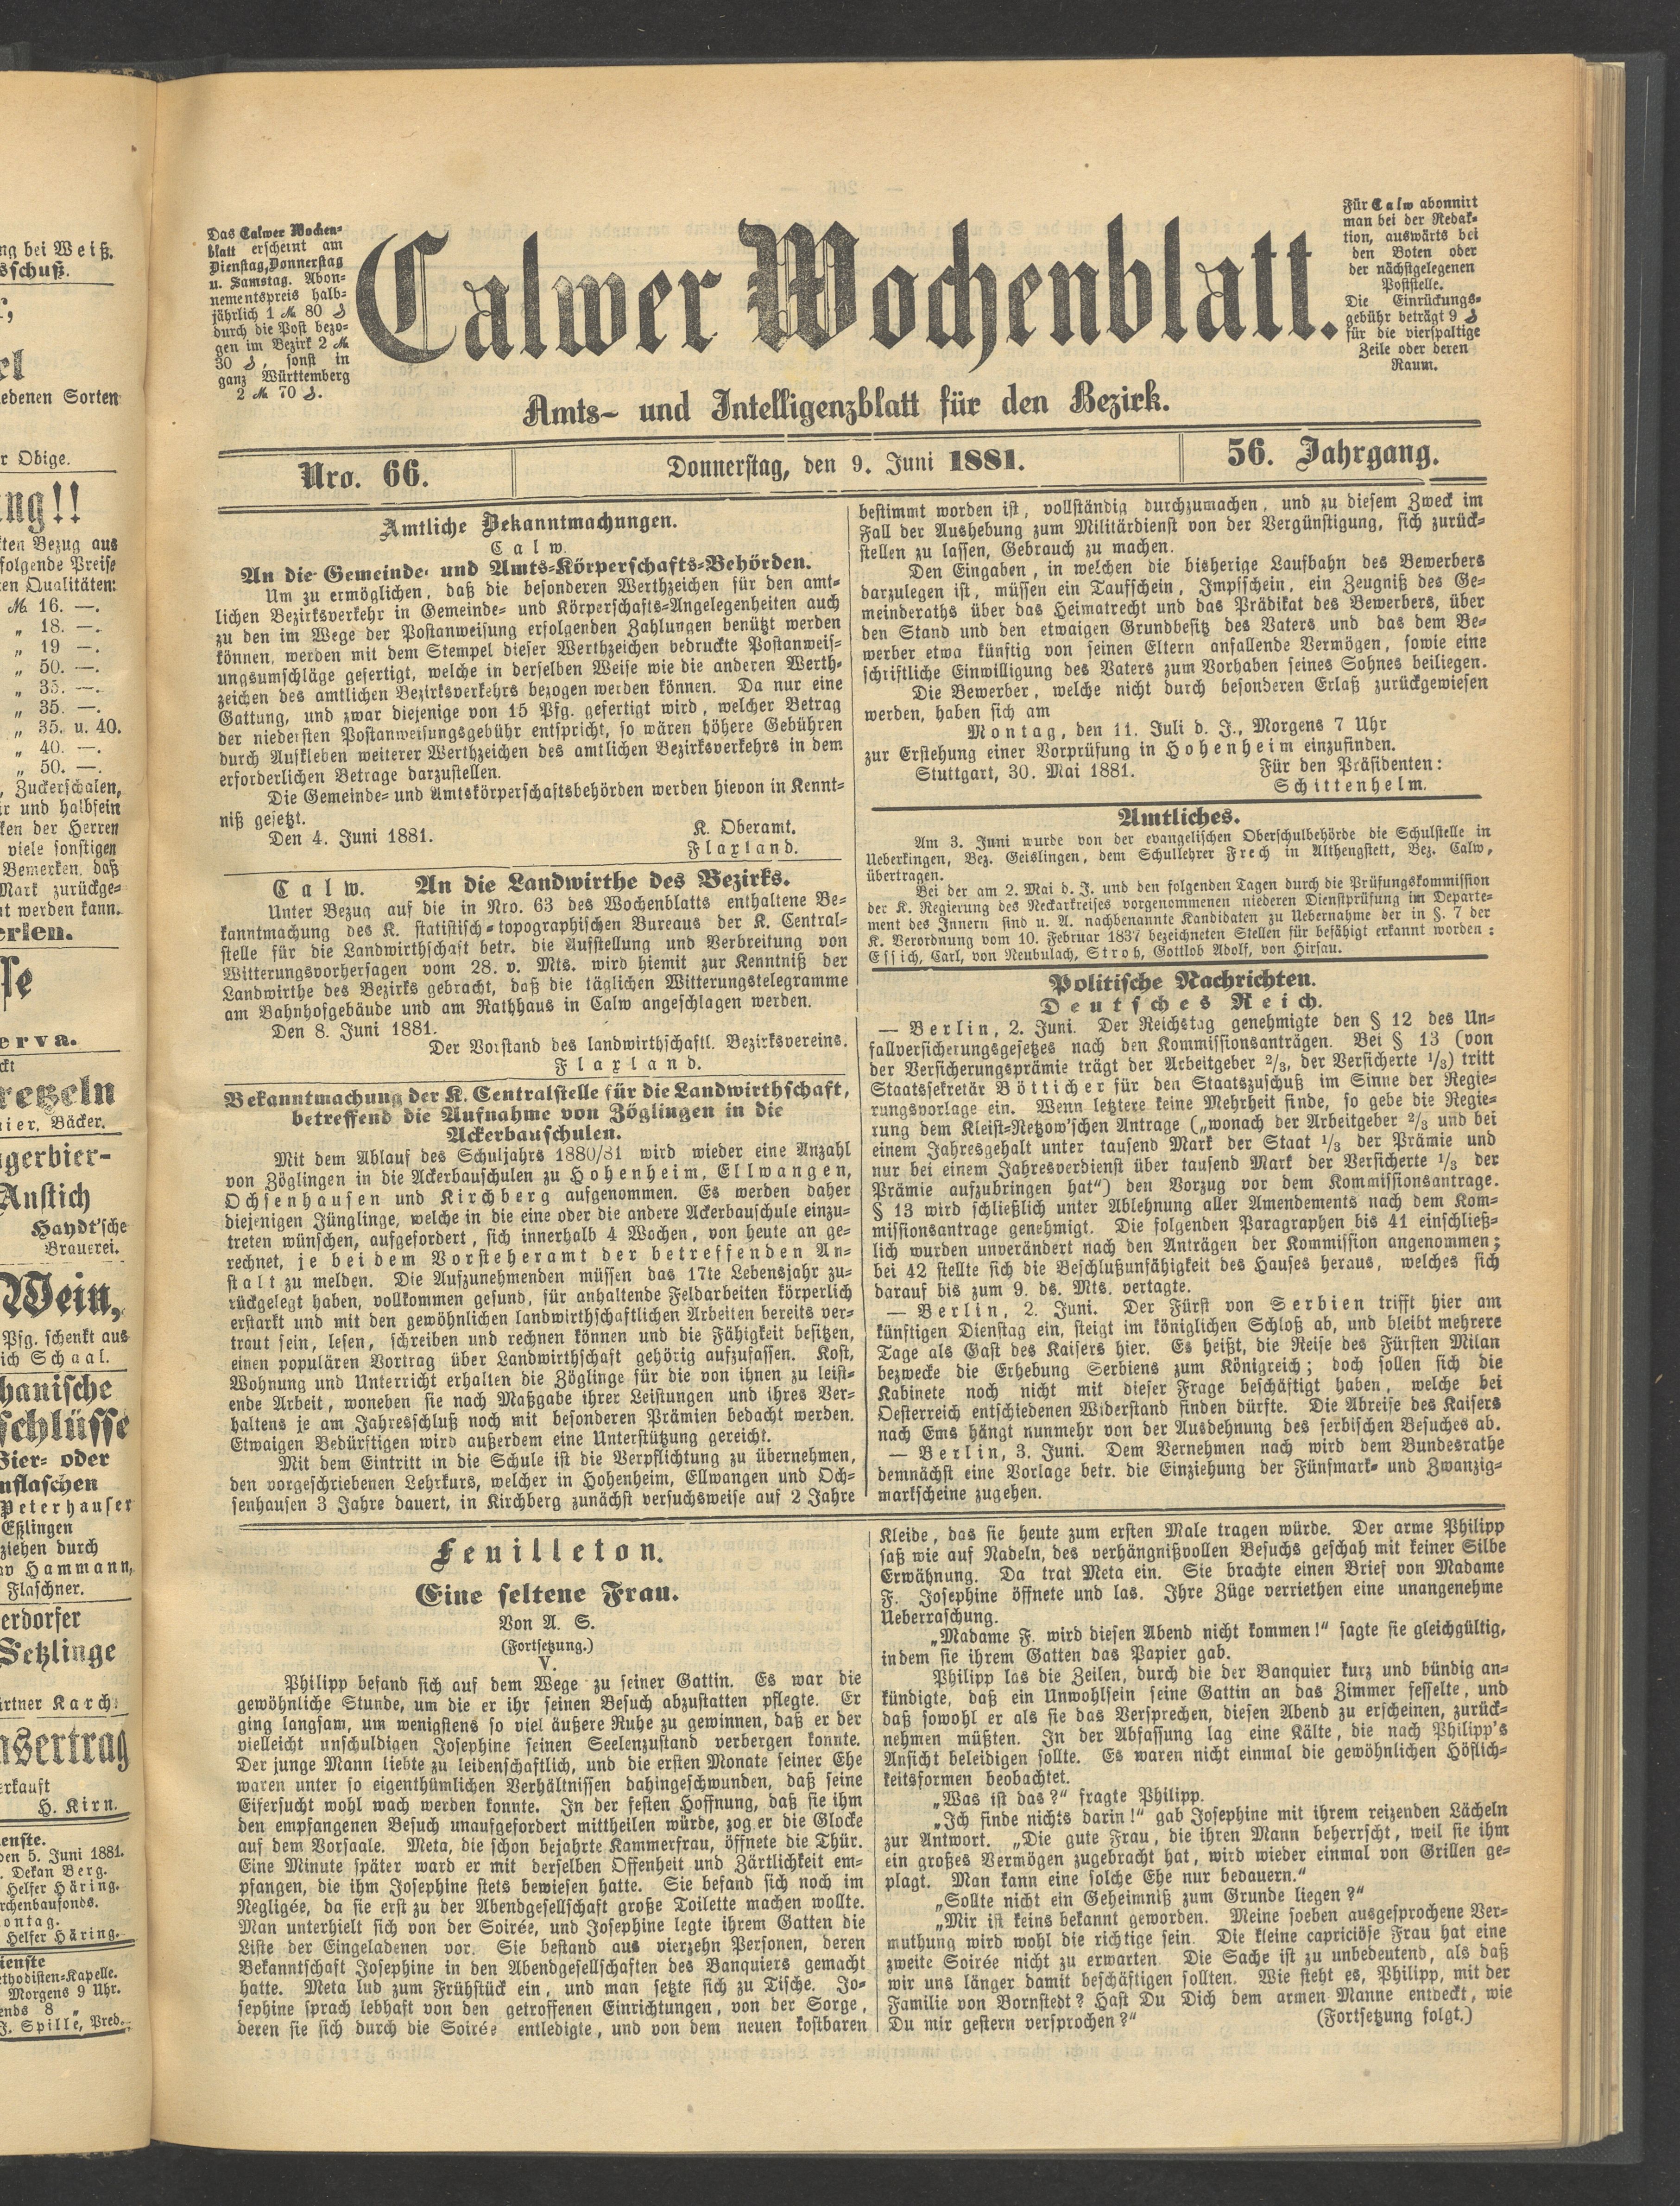 Das Calwer Wochen-
blatt erscheint am
Dienstag, Donnerstag
u. Samstag. Abon-
nementspreis halb-
jährlich 1 ℳ 80 ₰
durch die Post bezo-
gen im Bezirk 2 ℳ
30 ₰, sonst in
ganz Württemberg
2 ℳ 70 ₰.
Calwer Wochenblatt.
Für Calw abonnirt
man bei der Redak-
tion, auswärts bei
den Boten oder
der nächstgelegenen
Poststelle.
Die Einrückungs-
gebühr beträgt 9 ₰
für die vierspaltige
Zeile oder deren
Raum.
Amts- und Intelligenzblatt für den Bezirk.
Nro. 66.
Donnerstag, den 9. Juni 1881.
56. Jahrgang.
Amtliche Bekanntmachungen.
Calw.
An die Gemeinde- und Amts-Körperschafts-Behörden.
Um zu ermöglichen, daß die besonderen Werthzeichen für den amt-
lichen Bezirksverkehr in Gemeinde- und Körperschafts-Angelegenheiten auch
zu den im Wege der Postanweisung erfolgenden Zahlungen benützt werden
können, werden mit dem Stempel dieser Werthzeichen bedruckte Postanweis-
ungsumschläge gefertigt, welche in derselben Weise wie die anderen Werth-
zeichen des amtlichen Bezirksverkehrs bezogen werden können. Da nur eine
Gattung, und zwar diejenige von 15 Pfg. gefertigt wird, welcher Betrag
der niedersten Postanweisungsgebühr entspricht, so wären höhere Gebühren
durch Aufkleben weiterer Werthzeichen des amtlichen Bezirksverkehrs in dem
erforderlichen Betrage darzustellen.
Die Gemeinde- und Amtskörperschaftsbehörden werden hievon in Kennt-
niß gesetzt.
Den 4. Juni 1881. K. Oberamt.
Flaxland.
Calw. An die Landwirthe des Bezirks.
Unter Bezug auf die in Nro. 63 des Wochenblatts enthaltene Be-
kanntmachung des K. statistisch-topographischen Bureaus der K. Central-
stelle für die Landwirthschaft betr. die Aufstellung und Verbreitung von
Witterungsvorhersagen vom 28. v. Mts. wird hiemit zur Kenntniß der
Landwirthe des Bezirks gebracht, daß die täglichen Witterungstelegramme
am Bahnhofgebäude und am Rathhaus in Calw angeschlagen werden.
Den 8. Juni 1881.
Der Vorstand des landwirthschaftl. Bezirksvereins.
Flaxland.
Bekanntmachung der K. Centralstelle für die Landwirthschaft,
betreffend die Aufnahme von Zöglingen in die
Ackerbauschulen.
Mit dem Ablauf des Schuljahrs 1880/81 wird wieder eine Anzahl
von Zöglingen in die Ackerbauschulen zu Hohenheim, Ellwangen,
Ochsenhausen und Kirchberg aufgenommen. Es werden daher
diejenigen Jünglinge, welche in die eine oder die andere Ackerbauschule einzu-
treten wünschen, aufgefordert, sich innerhalb 4 Wochen, von heute an ge-
rechnet, je bei dem Vorsteheramt der betreffenden An-
stalt zu melden. Die Aufzunehmenden müssen das 17te Lebensjahr zu-
rückgelegt haben, vollkommen gesund, für anhaltende Feldarbeiten körperlich
erstarkt und mit den gewöhnlichen landwirthschaftlichen Arbeiten bereits ver-
traut sein, lesen, schreiben und rechnen können und die Fähigkeit besitzen,
einen populären Vortrag über Landwirthschaft gehörig aufzufassen. Kost,
Wohnung und Unterricht erhalten die Zöglinge für die von ihnen zu leist-
ende Arbeit, woneben sie nach Maßgabe ihrer Leistungen und ihres Ver-
haltens je am Jahresschluß noch mit besonderen Prämien bedacht werden.
Etwaigen Bedürftigen wird außerdem eine Unterstützung gereicht.
Mit dem Eintritt in die Schule ist die Verpflichtung zu übernehmen,
den vorgeschriebenen Lehrkurs, welcher in Hohenheim, Ellwangen und Och-
senhausen 3 Jahre dauert, in Kirchberg zunächst versuchsweise auf 2 Jahre
bestimmt worden ist, vollständig durchzumachen, und zu diesem Zweck im
Fall der Aushebung zum Militärdienst von der Vergünstigung, sich zurück-
stellen zu lassen, Gebrauch zu machen.
Den Eingaben, in welchen die bisherige Laufbahn des Bewerbers
darzulegen ist, müssen ein Taufschein, Impfschein, ein Zeugniß des Ge-
meinderaths über das Heimatrecht und das Prädikat des Bewerbers, über
den Stand und den etwaigen Grundbesitz des Vaters und das dem Be-
werber etwa künftig von seinen Eltern anfallende Vermögen, sowie eine
schriftliche Einwilligung des Vaters zum Vorhaben seines Sohnes beiliegen.
Die Bewerber, welche nicht durch besonderen Erlaß zurückgewiesen
werden, haben sich am
Montag, den 11. Juli d. J., Morgens 7 Uhr
zur Erstehung einer Vorprüfung in Hohenheim einzufinden.
Stuttgart, 30. Mai 1881. Für den Präsidenten:
Schittenhelm.
Amtliches.
Am 3. Juni wurde von der evangelischen Oberschulbehörde die Schulstelle in
Ueberkingen, Bez. Geislingen, dem Schullehrer Frech in Althengstett, Bez. Calw,
übertragen.
Bei der am 2. Mai d. J. und den folgenden Tagen durch die Prüfungskommission
der K. Regierung des Neckarkreises vorgenommenen niederen Dienstprüfung im Departe-
ment des Innern sind u. A. nachbenannte Kandidaten zu Uebernahme der in §. 7 der
K. Verordnung vom 10. Februar 1837 bezeichneten Stellen für befähigt erkannt worden:
Essich, Carl, von Neubulach, Stroh, Gottlob Adolf, von Hirsau.
Politische Nachrichten.
Deutsches Reich.
— Berlin, 2. Juni. Der Reichstag genehmigte den § 12 des Un-
fallversicherungsgesetzes nach den Kommissionsanträgen. Bei § 13 (von
der Versicherungsprämie trägt der Arbeitgeber 2/3, der Versicherte 1/3) tritt
Staatssekretär Bötticher für den Staatszuschuß im Sinne der Regie-
rungsvorlage ein. Wenn letztere keine Mehrheit finde, so gebe die Regie-
rung dem Kleist-Retzow'schen Antrage („wonach der Arbeitgeber 2/3 und bei
einem Jahresgehalt unter tausend Mark der Staat 1/3 der Prämie und
nur bei einem Jahresverdienst über tausend Mark der Versicherte 1/3 der
Prämie aufzubringen hat“) den Vorzug vor dem Kommissionsantrage.
§ 13 wird schließlich unter Ablehnung aller Amendements nach dem Kom-
missionsantrage genehmigt. Die folgenden Paragraphen bis 41 einschließ-
lich wurden unverändert nach den Anträgen der Kommission angenommen;
bei 42 stellte sich die Beschlußunfähigkeit des Hauses heraus, welches sich
darauf bis zum 9. ds. Mts. vertagte.
— Berlin, 2. Juni. Der Fürst von Serbien trifft hier am
künftigen Dienstag ein, steigt im königlichen Schloß ab, und bleibt mehrere
Tage als Gast des Kaisers hier. Es heißt, die Reise des Fürsten Milan
bezwecke die Erhebung Serbiens zum Königreich; doch sollen sich die
Kabinete noch nicht mit dieser Frage beschäftigt haben, welche bei
Oesterreich entschiedenen Widerstand finden dürfte. Die Abreise des Kaisers
nach Ems hängt nunmehr von der Ausdehnung des serbischen Besuches ab.
— Berlin, 3. Juni. Dem Vernehmen nach wird dem Bundesrathe
demnächst eine Vorlage betr. die Einziehung der Fünfmark- und Zwanzig-
markscheine zugehen.
Feuilleton.
Eine seltene Frau.
Von A. S.
(Fortsetzung.)
V.
Philipp befand sich auf dem Wege zu seiner Gattin. Es war die
gewöhnliche Stunde, um die er ihr seinen Besuch abzustatten pflegte. Er
ging langsam, um wenigstens so viel äußere Ruhe zu gewinnen, daß er der
vielleicht unschuldigen Josephine seinen Seelenzustand verbergen konnte.
Der junge Mann liebte zu leidenschaftlich, und die ersten Monate seiner Ehe
waren unter so eigenthümlichen Verhältnissen dahingeschwunden, daß seine
Eifersucht wohl wach werden konnte. In der festen Hoffnung, daß sie ihm
den empfangenen Besuch unaufgefordert mittheilen würde, zog er die Glocke
auf dem Vorsaale. Meta, die schon bejahrte Kammerfrau, öffnete die Thür.
Eine Minute später ward er mit derselben Offenheit und Zärtlichkeit em-
pfangen, die ihm Josephine stets bewiesen hatte. Sie befand sich noch im
Negligée, da sie erst zu der Abendgesellschaft große Toilette machen wollte.
Man unterhielt sich von der Soirée, und Josephine legte ihrem Gatten die
Liste der Eingeladenen vor. Sie bestand aus vierzehn Personen, deren
Bekanntschaft Josephine in den Abendgesellschaften des Banquiers gemacht
hatte. Meta lud zum Frühstück ein, und man setzte sich zu Tische. Jo-
sephine sprach lebhaft von den getroffenen Einrichtungen, von der Sorge,
deren sie sich durch die Soirée entledigte, und von dem neuen kostbaren
Kleide, das sie heute zum ersten Male tragen würde. Der arme Philipp
saß wie auf Nadeln, des verhängnißvollen Besuchs geschah mit keiner Silbe
Erwähnung. Da trat Meta ein. Sie brachte einen Brief von Madame
F. Josephine öffnete und las. Ihre Züge verriethen eine unangenehme
Ueberraschung.
„Madame F. wird diesen Abend nicht kommen!“ sagte sie gleichgültig,
indem sie ihrem Gatten das Papier gab.
Philipp las die Zeilen, durch die der Banquier kurz und bündig an-
kündigte, daß ein Unwohlsein seine Gattin an das Zimmer fesselte, und
daß sowohl er als sie das Versprechen, diesen Abend zu erscheinen, zurück-
nehmen müßten. In der Abfassung lag eine Kälte, die nach Philipp's
Ansicht beleidigen sollte. Es waren nicht einmal die gewöhnlichen Höflich-
keitsformen beobachtet.
„Was ist das?“ fragte Philipp.
„Ich finde nichts darin!“ gab Josephine mit ihrem reizenden Lächeln
zur Antwort. „Die gute Frau, die ihren Mann beherrscht, weil sie ihm
ein großes Vermögen zugebracht hat, wird wieder einmal von Grillen ge-
plagt. Man kann eine solche Ehe nur bedauern.“
„Sollte nicht ein Geheimniß zum Grunde liegen?“
„Mir ist keins bekannt geworden. Meine soeben ausgesprochene Ver-
muthung wird wohl die richtige sein. Die kleine capriciöse Frau hat eine
zweite Soirée nicht zu erwarten. Die Sache ist zu unbedeutend, als daß
wir uns länger damit beschäftigen sollten. Wie steht es, Philipp, mit der
Familie von Bornstedt? Hast Du Dich dem armen Manne entdeckt, wie
Du mir gestern versprochen?“ (Fortsetzung folgt.)